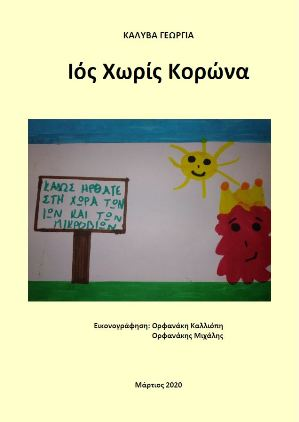 ΚΑΛΥΒΑ ΓΕΩΡΓΙΑ
Ιός Χωρίς Κορώνα
ΚΑΛΩΣ ΗΡΘΑΤΕ
ΣΤΗ ΧΩΡΑ ΤΩΝ
ΙΩΝ ΚΑΙ ΤΩΝ
ΜΙΚΡΟΒΙΩΝ
Εικονογράφηση: Ορφανάκη Καλλιόπη
Ορφανάκης Μιχάλης
Μάρτιος 2020